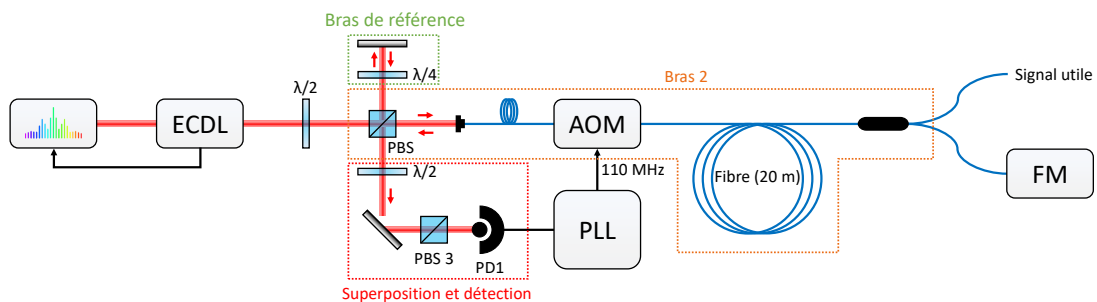 Bras de référence
λ/4
λ/2
Bras 2
Signal utile
ECDL
AOM
PBS
λ/2
110 MHz
Fibre (20 m)
FM
PLL
PBS 3
PD1
Superposition et détection